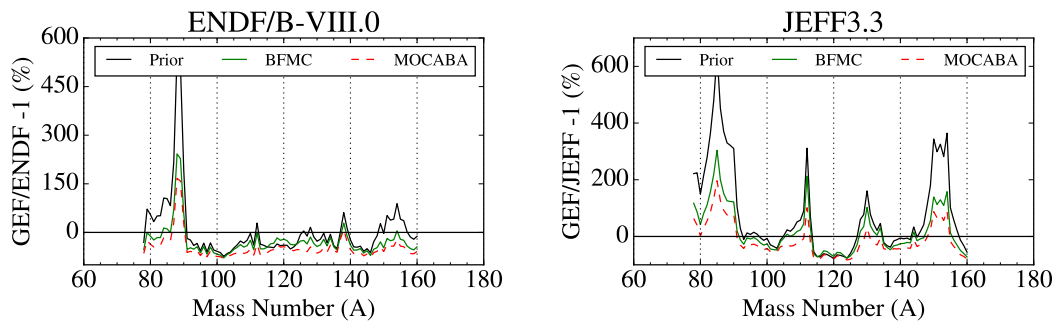 ENDF/B-VIII.0
GEF/ENDF -1 (%)
600
450
300
150
0
Prior BFMC MOCABA
60 80 100 120 140 160 180
Mass Number (A)
JEFF3.3
GEF/JEFF -1 (%)
600
400
200
0
Prior BFMC MOCABA
60 80 100 120 140 160 180
Mass Number (A)